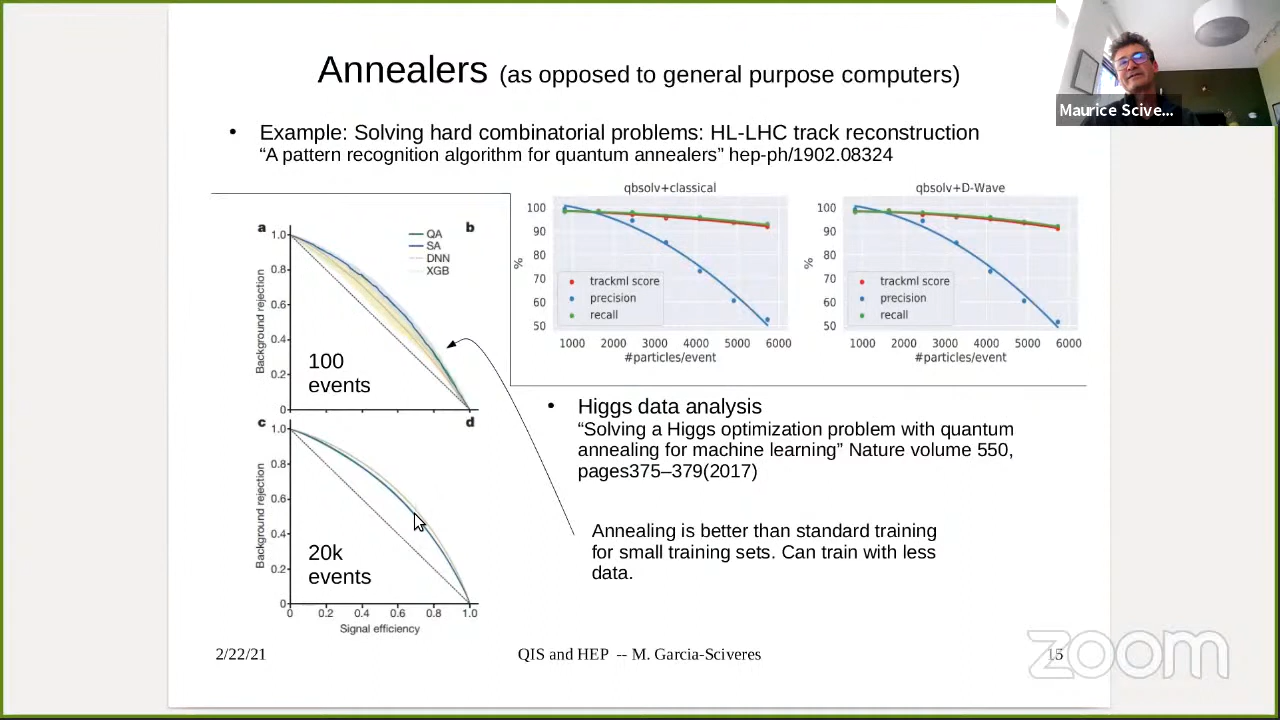 Annealers (as opposed to general purpose computers)
Maurice Scive...
• Example: Solving hard combinatorial problems: HL-LHC track reconstruction
“A pattern recognition algorithm for quantum annealers” hep-ph/1902.08324
a
b
1.0
0.8
0.6
0.4
0.2
0
Background rejection
QA
SA
DNN
XGB
100
events
c
d
1.0
0.8
0.6
0.4
0.2
0
Background rejection
20k
events
0 0.2 0.4 0.6 0.8 1.0
Signal efficiency
qbsolv+classical
100
90
80
70
60
50
%
trackml score
precision
recall
1000 2000 3000 4000 5000 6000
#particles/event
qbsolv+D-Wave
100
90
80
70
60
50
%
trackml score
precision
recall
1000 2000 3000 4000 5000 6000
#particles/event
• Higgs data analysis
“Solving a Higgs optimization problem with quantum
annealing for machine learning” Nature volume 550,
pages375–379(2017)
Annealing is better than standard training
for small training sets. Can train with less
data.
2/22/21
QIS and HEP -- M. Garcia-Sciveres
15
zoom